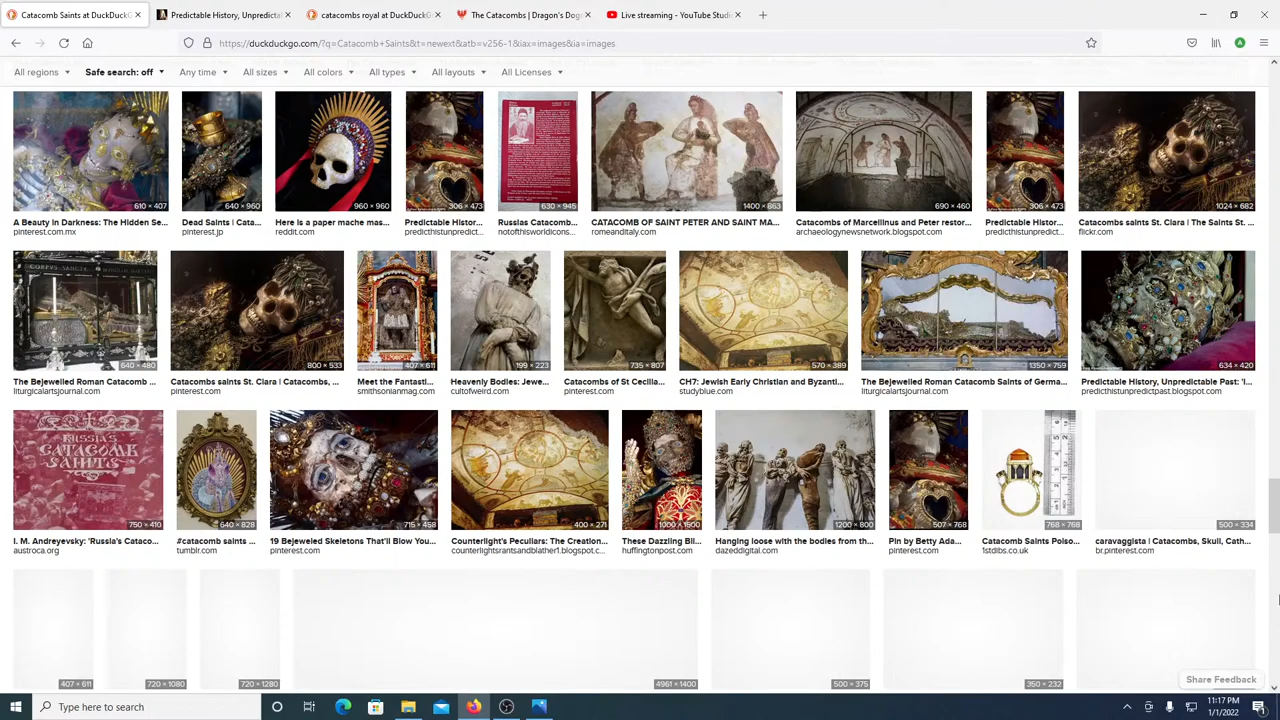 Catacomb Saints at DuckDuckG
Predictable History, Unpredictal
catacombs royal at DuckDuckGo
The Catacombs | Dragon's Dog
Live streaming - YouTube Studi
https://duckduckgo.com/?q=Catacomb+Saints&t=newext&atb=v256-1&iax=images&ia=images
All regions Safe search: off Any time All sizes All colors All types All layouts All Licenses
610 × 407 640 × 960 960 × 960 306 × 473 630 × 945 1400 × 863 690 × 460 306 × 473 1024 × 682
A Beauty in Darkness: The Hidden Se... Dead Saints | Cata... Here is a paper mache mas... Predictable Histor... Russias Catacomb... CATACOMB OF SAINT PETER AND SAINT MA... Catacombs of Marcellinus and Peter restor... Predictable Histor... Catacombs saints St. Clara | The Saints St. ...
pinterest.com.mx pinterest.jp reddit.com predicthistunpredict... notofthisworldicons... romeanditaly.com archaeologynewsnetwork.blogspot.com predicthistunpredict... flickr.com
640 × 480 800 × 533 407 × 611 199 × 223 735 × 807 570 × 389 1350 × 759 634 × 420
The Bejewelled Roman Catacomb ... Catacombs saints St. Clara | Catacombs, ... Meet the Fantasti... Heavenly Bodies: Jewe... Catacombs of St Cecilia... CH7: Jewish Early Christian and Byzanti... The Bejewelled Roman Catacomb Saints of Germa... Predictable History, Unpredictable Past: 'I...
liturgicalartsjournal.com pinterest.com smithsonianmag.com cultofweird.com pinterest.com studyblue.com liturgicalartsjournal.com predicthistunpredictpast.blogspot.com
RUSSIA'S
CATACOMB
SAINTS
750 × 410 640 × 828 715 × 458 400 × 271 1000 × 1500 1200 × 800 507 × 768 768 × 768 500 × 334
I. M. Andreyevsky: 'Russia's Cataco... #catacomb saints ... 19 Bejeweled Skeletons That'll Blow You... Counterlight's Peculiars: The Creation... These Dazzling Bli... Hanging loose with the bodies from th... Pin by Betty Ada... Catacomb Saints Poiso... caravaggista | Catacombs, Skull, Cath...
austroca.org tumblr.com pinterest.com counterlightsrantsandblather1.blogspot.c... huffingtonpost.com dazeddigital.com pinterest.com 1stdibs.co.uk br.pinterest.com
407 × 611 720 × 1080 720 × 1280 4961 × 1400 500 × 375 350 × 232
Share Feedback
Type here to search
11:17 PM
1/1/2022